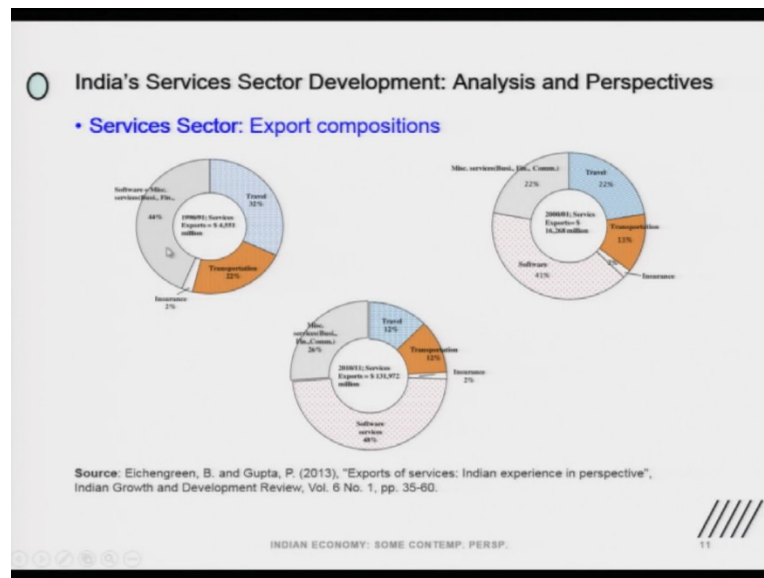 India's Services Sector Development: Analysis and Perspectives
• Services Sector: Export compositions
Software + Misc.
services(Busi., Fin.,
44%
Travel
32%
1990/91; Services
Exports = $ 4,551
million
Transportation
22%
Insurance
2%
Misc. services(Busi., Fin., Comm.)
22%
Travel
22%
2000/01; Service
Exports= $
16,268 million
Transportation
13%
Software
41%
2%
Insurance
Misc.
services(Busi.,
Fin.,Comm.)
26%
Travel
12%
2010/11; Services
Exports = $ 131,972
million
Transportation
12%
Insurance
2%
Software
services
48%
Source: Eichengreen, B. and Gupta, P. (2013), "Exports of services: Indian experience in perspective",
Indian Growth and Development Review, Vol. 6 No. 1, pp. 35-60.
INDIAN ECONOMY: SOME CONTEMP. PERSP.
11